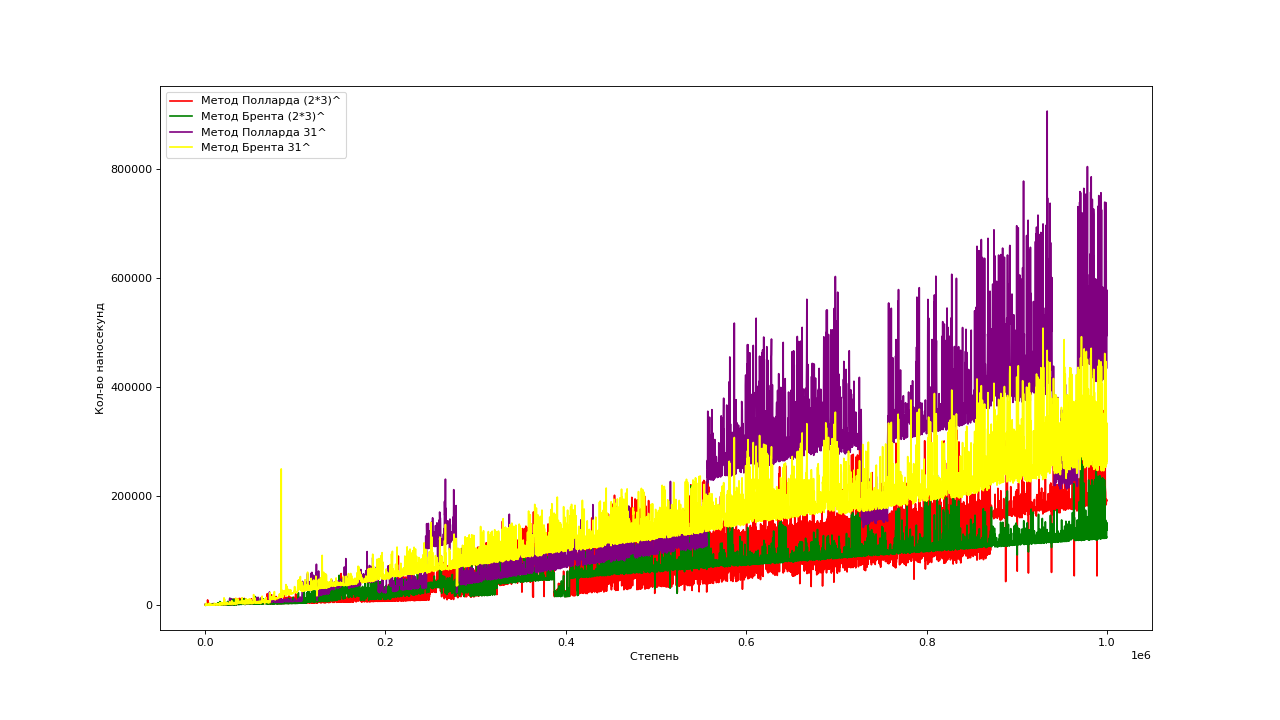 Метод Полларда (2*3)^
Метод Брента (2*3)^
Метод Полларда 31^
Метод Брента 31^
800000
600000
400000
200000
0
Кол-во наносекунд
0.0 0.2 0.4 0.6 0.8 1.0
1e6
Степень